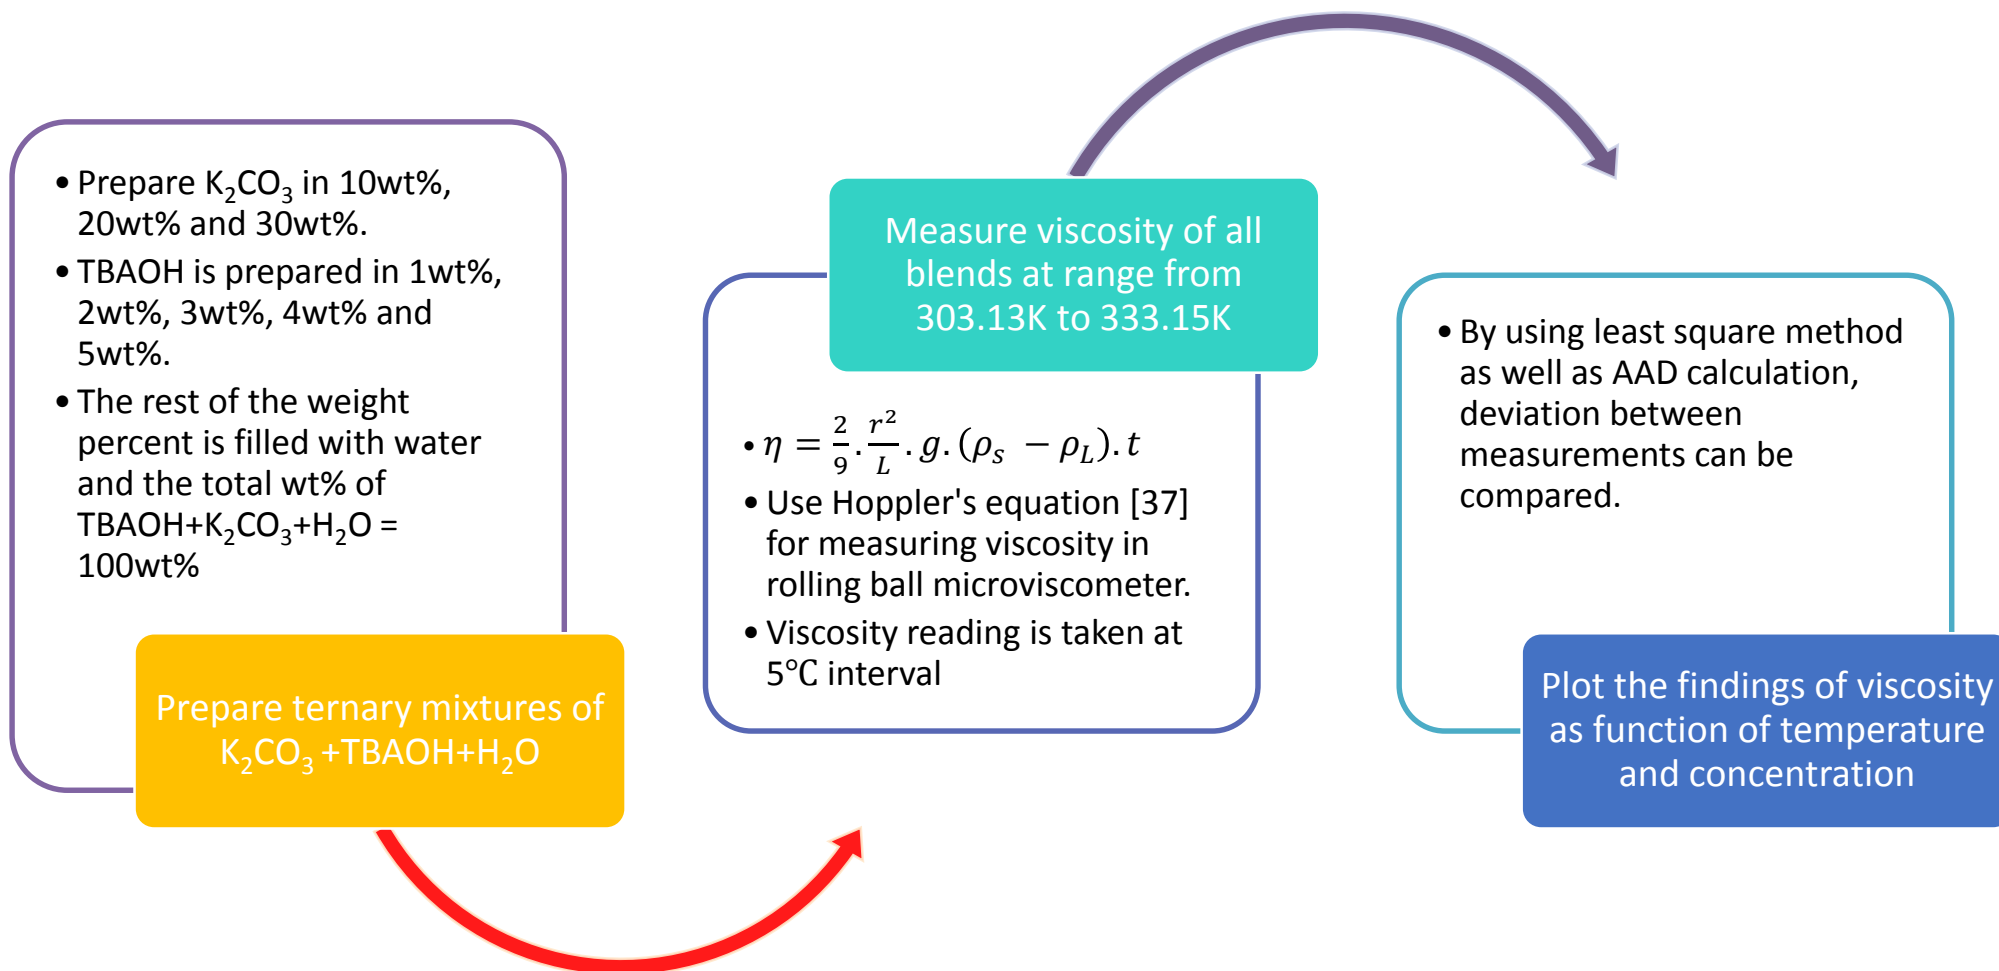 • Prepare K₂CO₃ in 10wt%,
20wt% and 30wt%.
• TBAOH is prepared in 1wt%,
2wt%, 3wt%, 4wt% and
5wt%.
• The rest of the weight
percent is filled with water
and the total wt% of
TBAOH+K₂CO₃+H₂O =
100wt%
Prepare ternary mixtures of
K₂CO₃ +TBAOH+H₂O
Measure viscosity of all
blends at range from
303.13K to 333.15K
• η = 2/9 . r²/L . g. (ρₛ − ρ_L). t
• Use Hoppler's equation [37]
for measuring viscosity in
rolling ball microviscometer.
• Viscosity reading is taken at
5℃ interval
• By using least square method
as well as AAD calculation,
deviation between
measurements can be
compared.
Plot the findings of viscosity
as function of temperature
and concentration